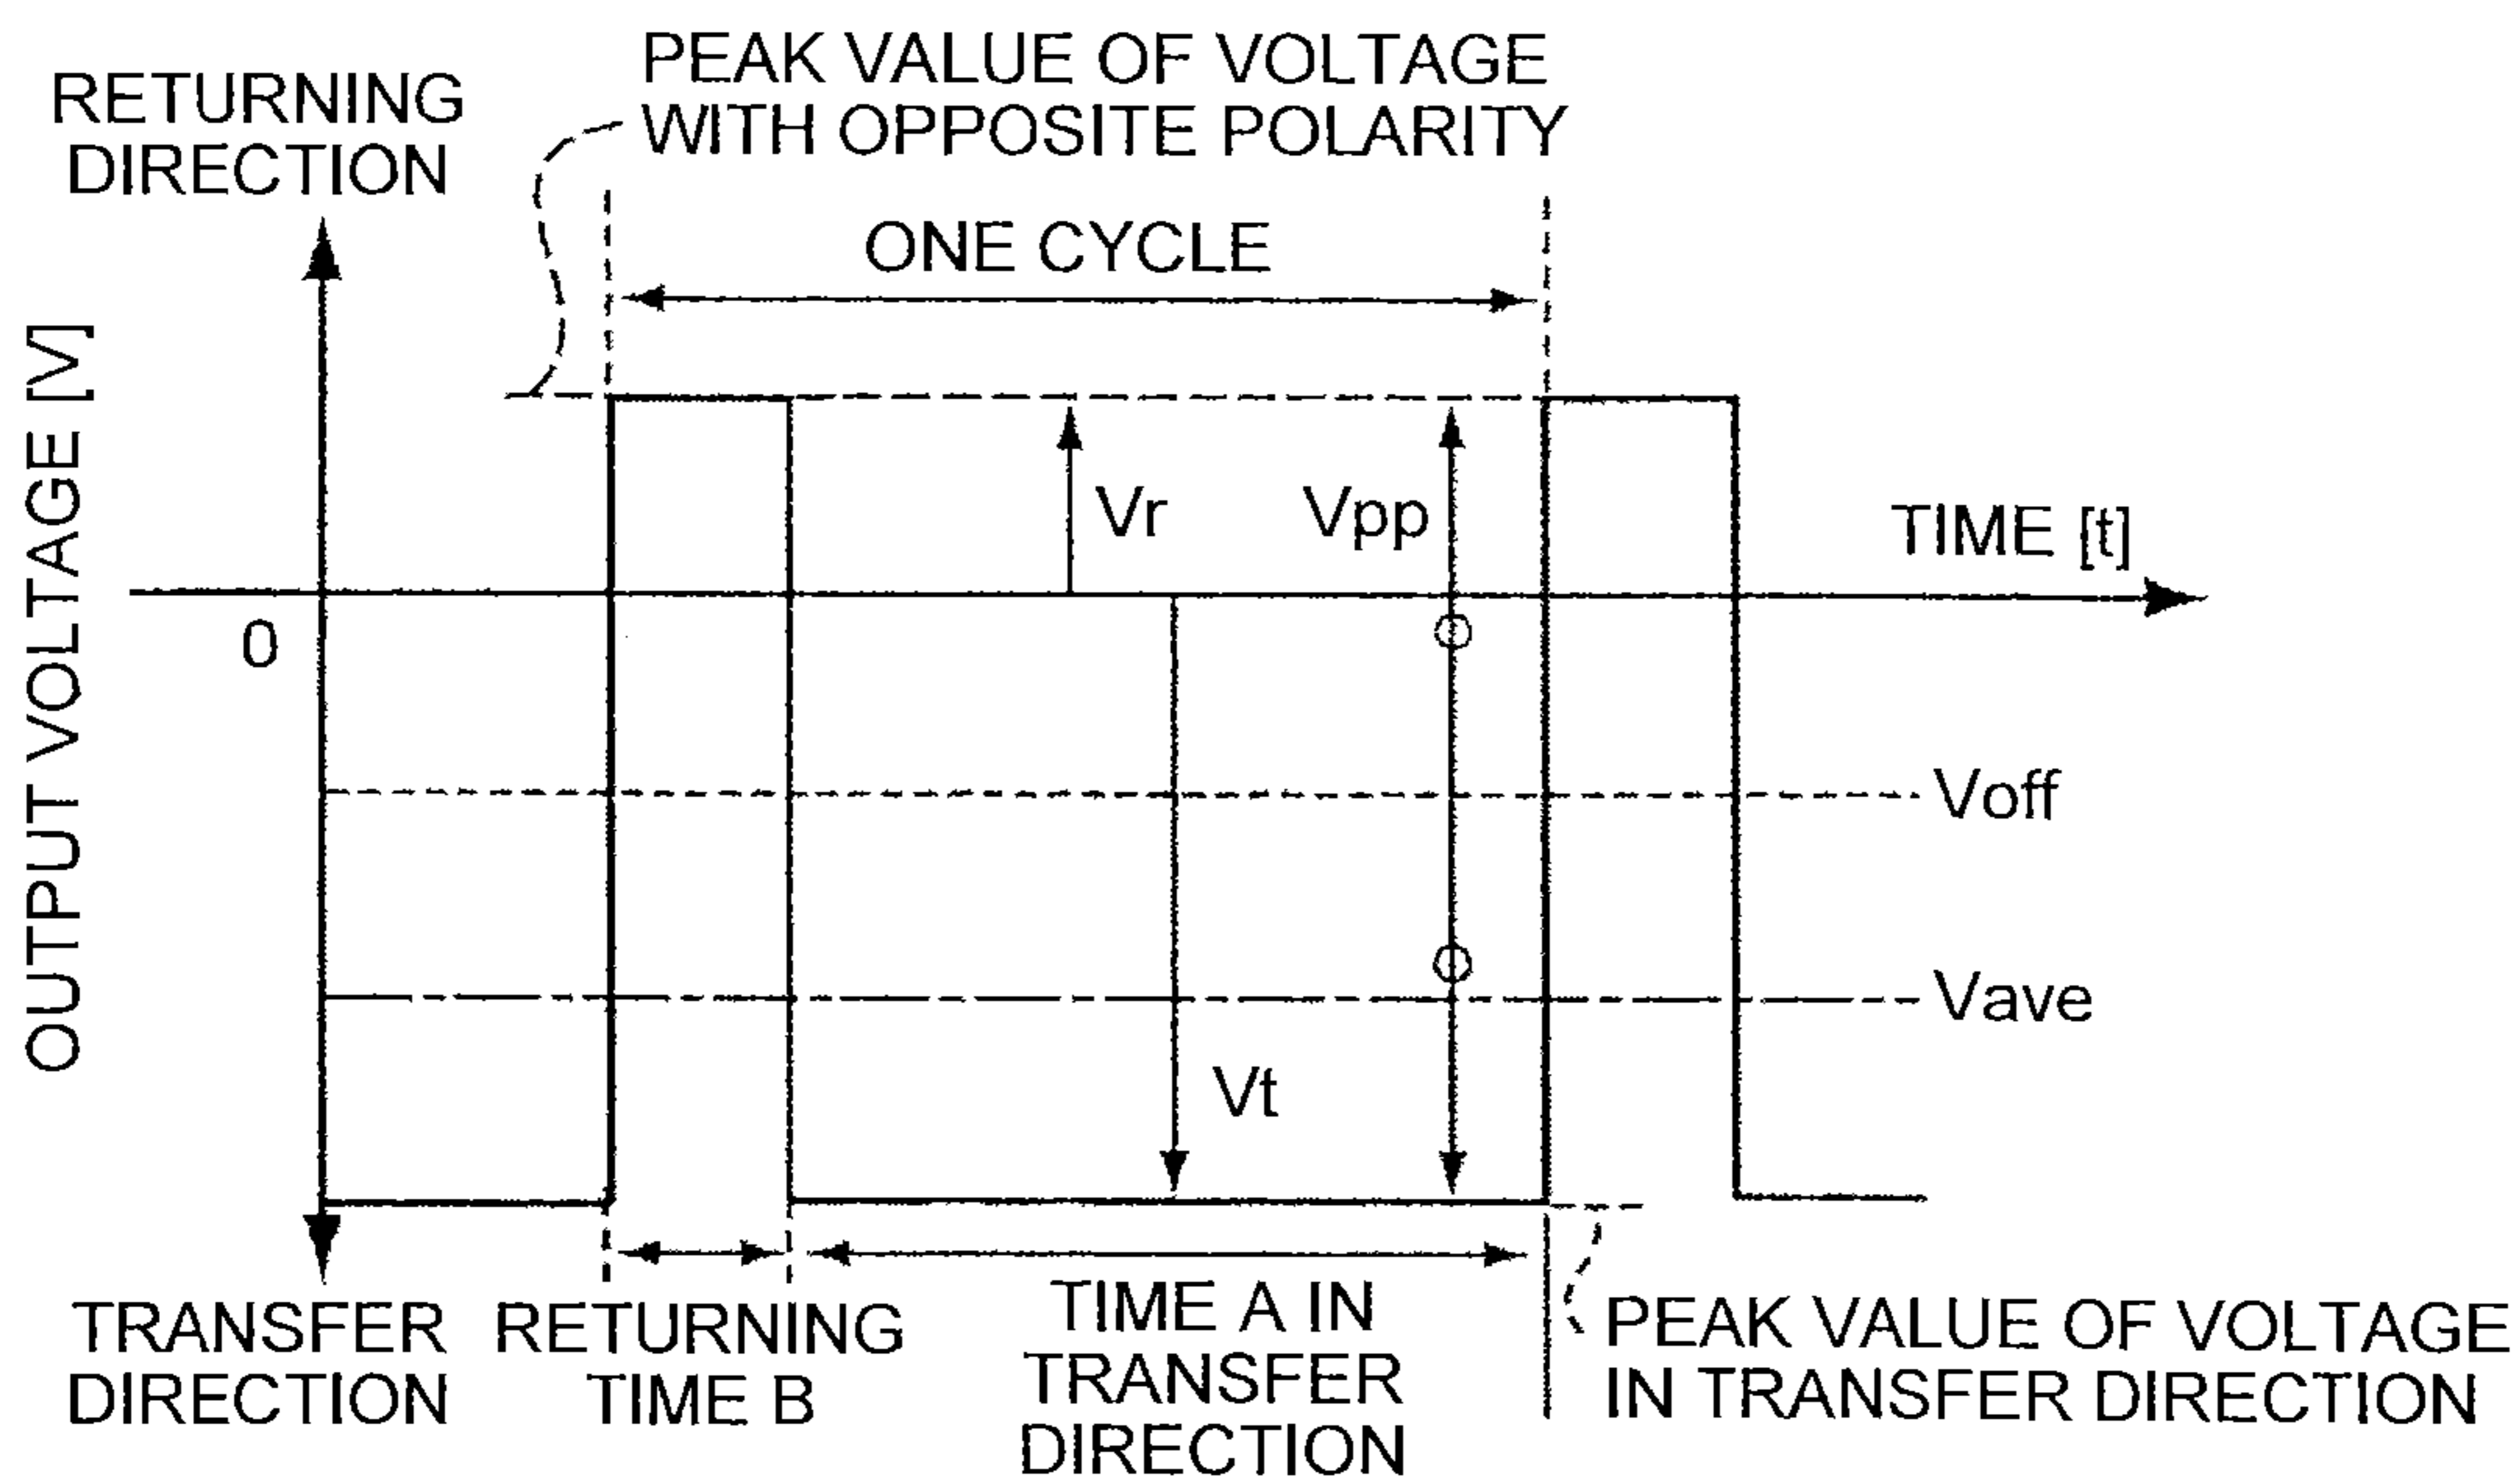 PEAK VALUE OF VOLTAGE
WITH OPPOSITE POLARITY
RETURNING
DIRECTION
ONE CYCLE
OUTPUT VOLTAGE [V]
Vr
Vpp
TIME [t]
0
Voff
Vave
Vt
TRANSFER
DIRECTION
RETURNING
TIME B
TIME A IN
TRANSFER
DIRECTION
PEAK VALUE OF VOLTAGE
IN TRANSFER DIRECTION